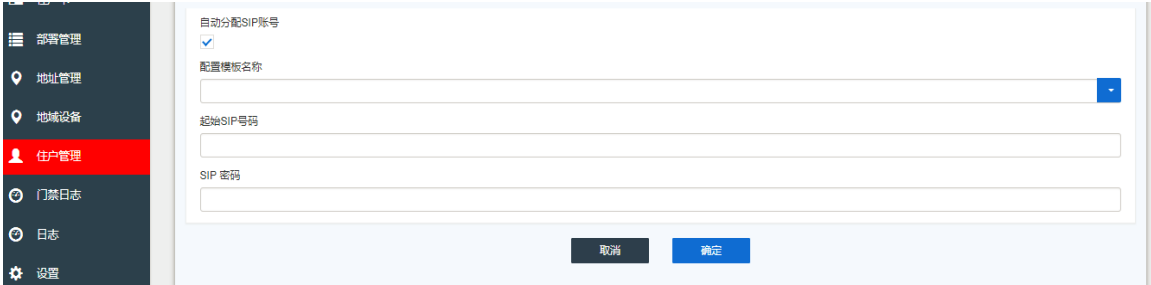 部署管理
地址管理
地域设备
住户管理
门禁日志
日志
设置
自动分配SIP账号
配置模板名称
起始SIP号码
SIP 密码
取消
确定